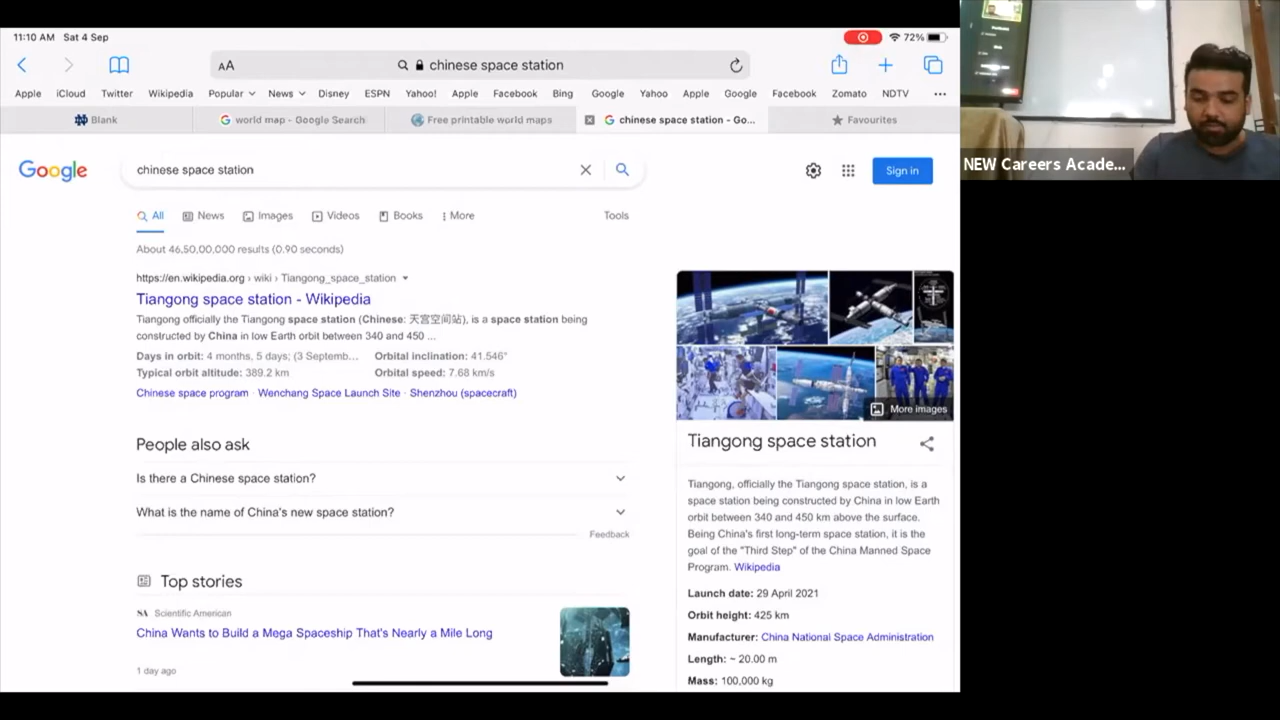 11:10 AM Sat 4 Sep
72%
AA
chinese space station
Apple iCloud Twitter Wikipedia Popular News Disney ESPN Yahoo! Apple Facebook Bing Google Yahoo Apple Google Facebook Zomato NDTV
Blank
world map - Google Search
Free printable world maps
chinese space station - Go...
Favourites
Google
chinese space station
Sign in
All News Images Videos Books More Tools
About 46,50,00,000 results (0.90 seconds)
https://en.wikipedia.org › wiki › Tiangong_space_station
Tiangong space station - Wikipedia
Tiangong officially the Tiangong space station (Chinese: 天宫空间站), is a space station being
constructed by China in low Earth orbit between 340 and 450 ...
Days in orbit: 4 months, 5 days; (3 Septemb... Orbital inclination: 41.546°
Typical orbit altitude: 389.2 km Orbital speed: 7.68 km/s
Chinese space program · Wenchang Space Launch Site · Shenzhou (spacecraft)
People also ask
Is there a Chinese space station?
What is the name of China's new space station?
Feedback
Top stories
SA Scientific American
China Wants to Build a Mega Spaceship That's Nearly a Mile Long
1 day ago
More images
Tiangong space station
Tiangong, officially the Tiangong space station, is a
space station being constructed by China in low Earth
orbit between 340 and 450 km above the surface.
Being China's first long-term space station, it is the
goal of the "Third Step" of the China Manned Space
Program. Wikipedia
Launch date: 29 April 2021
Orbit height: 425 km
Manufacturer: China National Space Administration
Length: ~ 20.00 m
Mass: 100,000 kg
NEW Careers Acade...